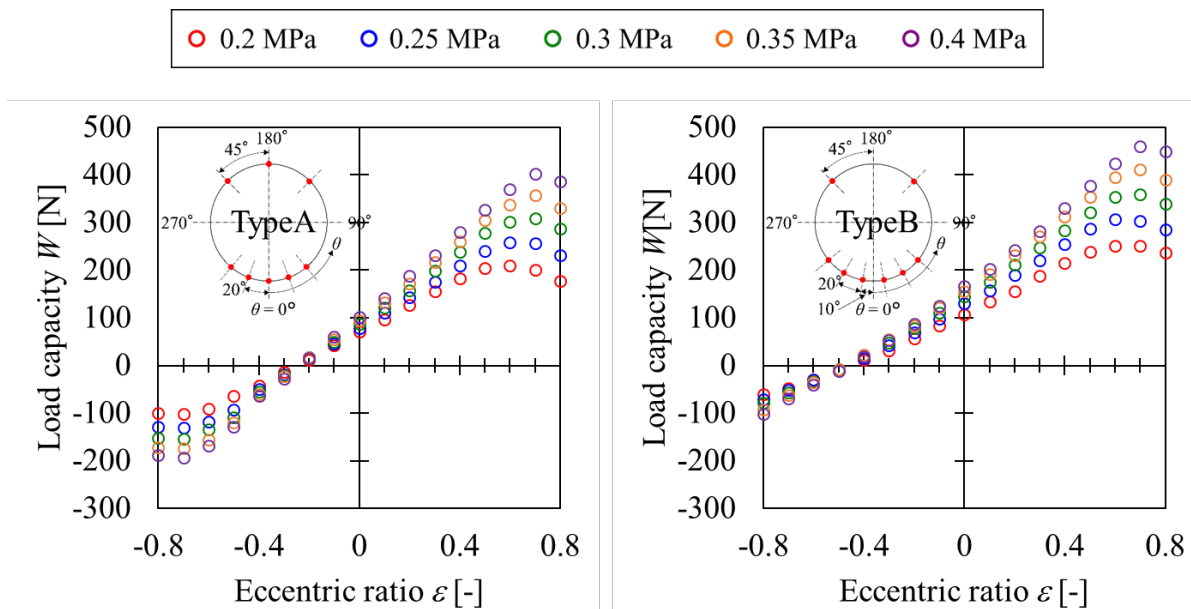 0.2 MPa 0.25 MPa 0.3 MPa 0.35 MPa 0.4 MPa
Load capacity W [N]
500
400
300
200
100
0
-100
-200
-300
-0.8 -0.4 0 0.4 0.8
Eccentric ratio ε [-]
180°
45°
270° TypeA 90°
θ
20°
θ = 0°
Load capacity W[N]
500
400
300
200
100
0
-100
-200
-300
-0.8 -0.4 0 0.4 0.8
Eccentric ratio ε [-]
180°
45°
270° TypeB 90°
θ
20°
10° θ = 0°